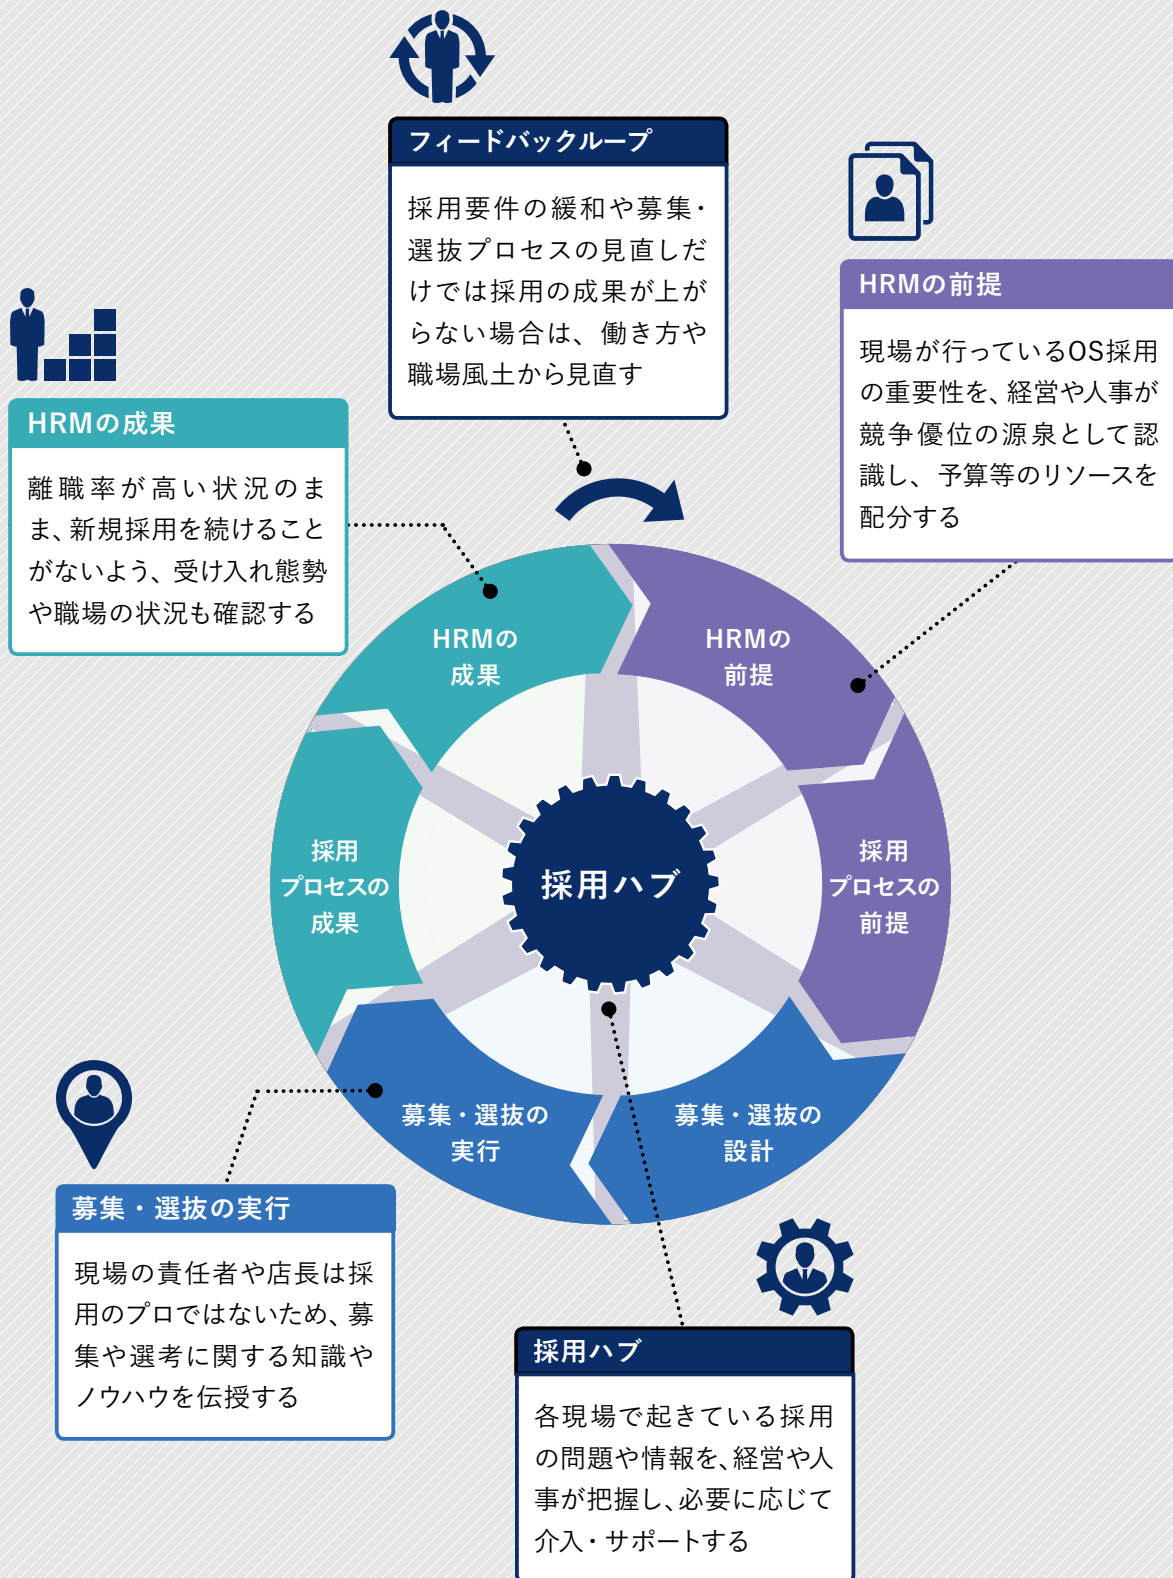 フィードバックループ
採用要件の緩和や募集・
選抜プロセスの見直しだ
けでは採用の成果が上が
らない場合は、働き方や
職場風土から見直す
HRMの前提
現場が行っているOS採用
の重要性を、経営や人事が
競争優位の源泉として認
識し、予算等のリソースを
配分する
HRMの成果
離職率が高い状況のま
ま、新規採用を続けること
がないよう、受け入れ態勢
や職場の状況も確認する
HRMの
成果
HRMの
前提
採用
プロセスの
成果
採用ハブ
採用
プロセスの
前提
募集・選抜の
実行
募集・選抜の
設計
募集・選抜の実行
現場の責任者や店長は採
用のプロではないため、募
集や選考に関する知識や
ノウハウを伝授する
採用ハブ
各現場で起きている採用
の問題や情報を、経営や人
事が把握し、必要に応じて
介入・サポートする